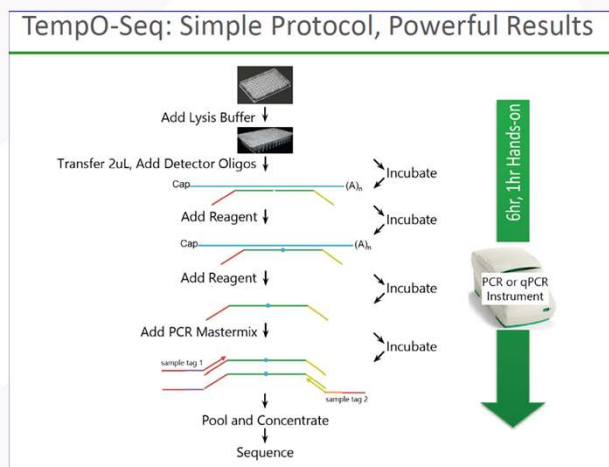 TempO-Seq: Simple Protocol, Powerful Results
Add Lysis Buffer
Transfer 2uL, Add Detector Oligos
Incubate
Cap
(A)n
Add Reagent
Incubate
Cap
(A)n
Add Reagent
Incubate
Add PCR Mastermix
Incubate
sample tag 1
sample tag 2
Pool and Concentrate
Sequence
6hr, 1hr Hands-on
PCR or qPCR
Instrument